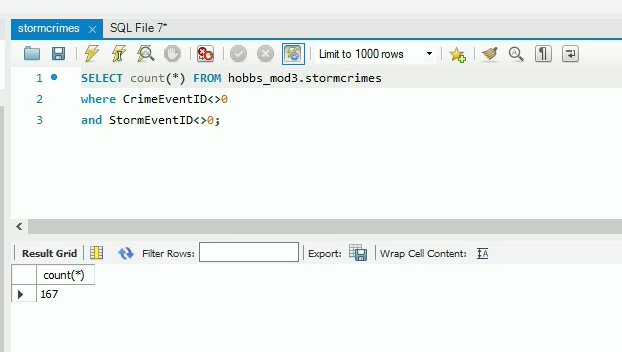 stormcrimes × SQL File 7*
Limit to 1000 rows
1 SELECT count(*) FROM hobbs_mod3.stormcrimes
2 where CrimeEventID<>0
3 and StormEventID<>0;
Result Grid Filter Rows: Export: Wrap Cell Content: IA
count(*)
167